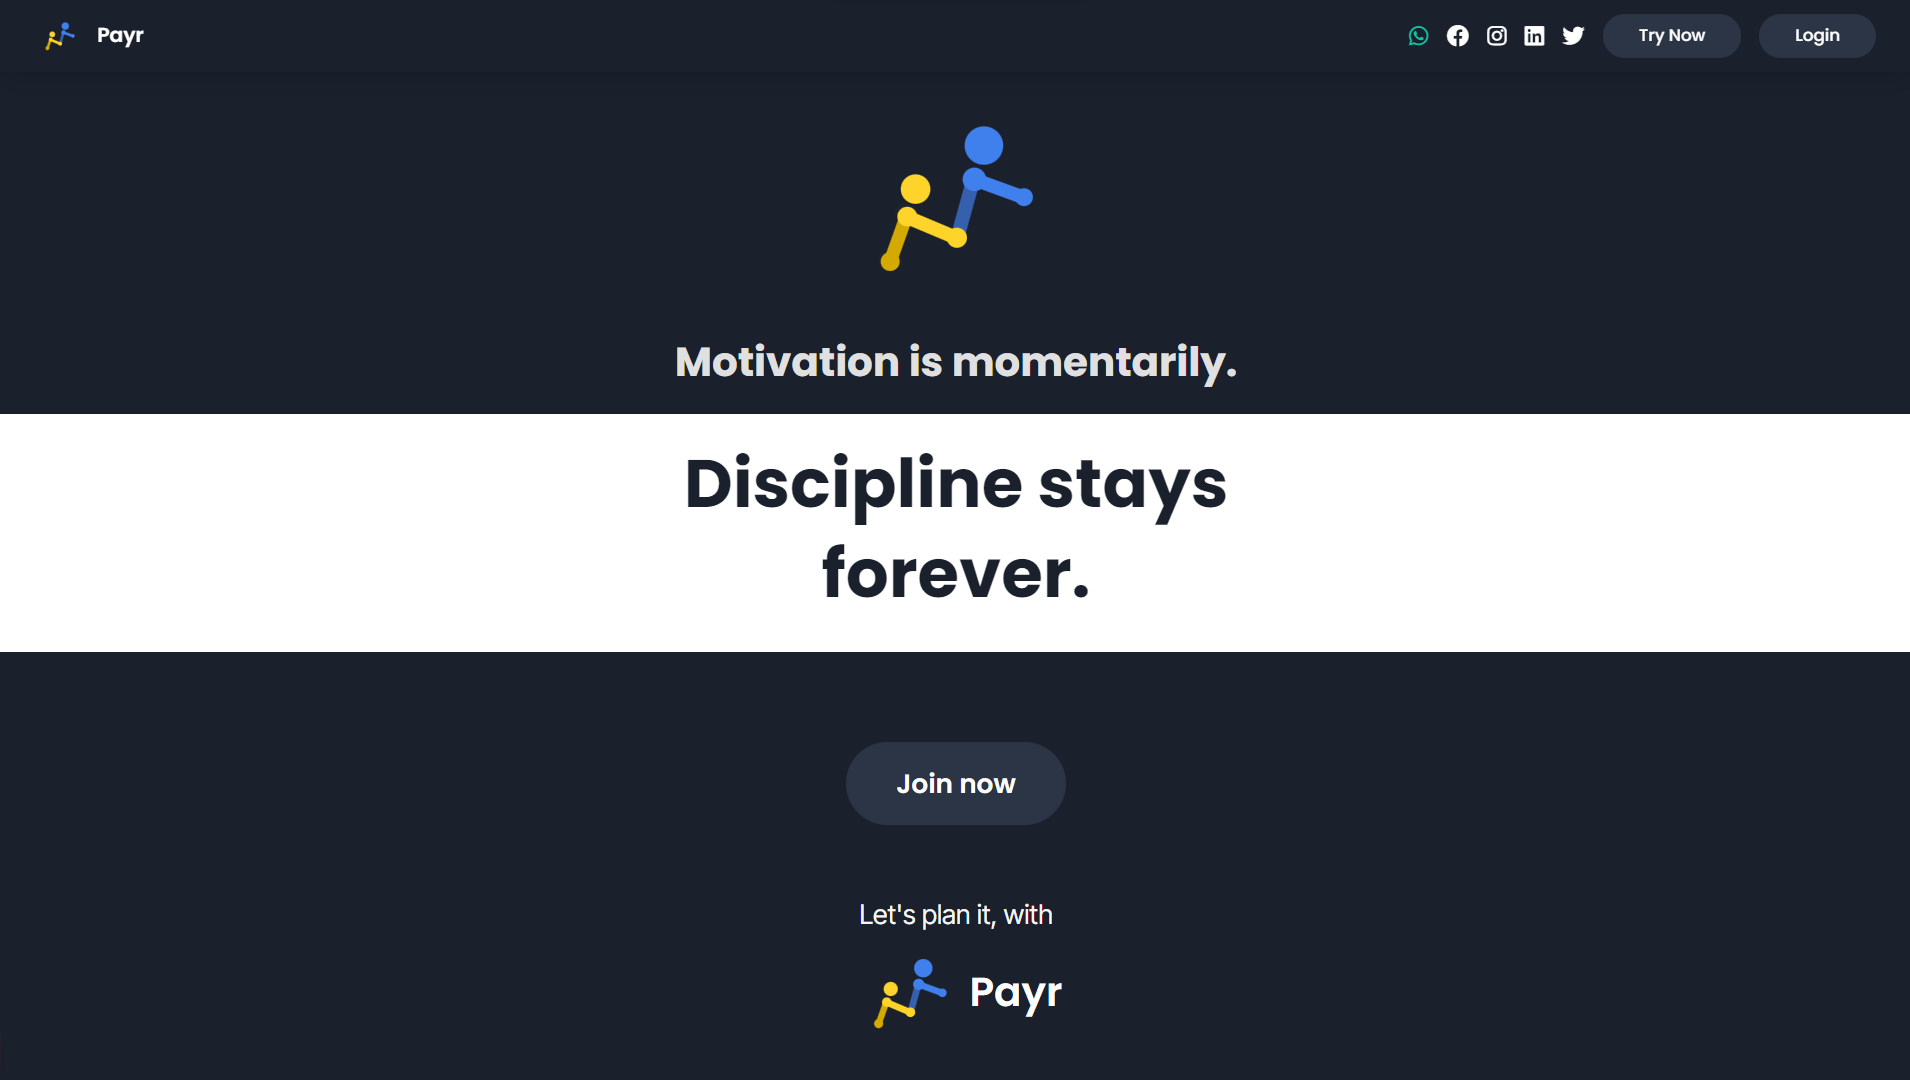 Payr
Try Now
Login
Motivation is momentarily.
Discipline stays
forever.
Join now
Let's plan it, with
Payr